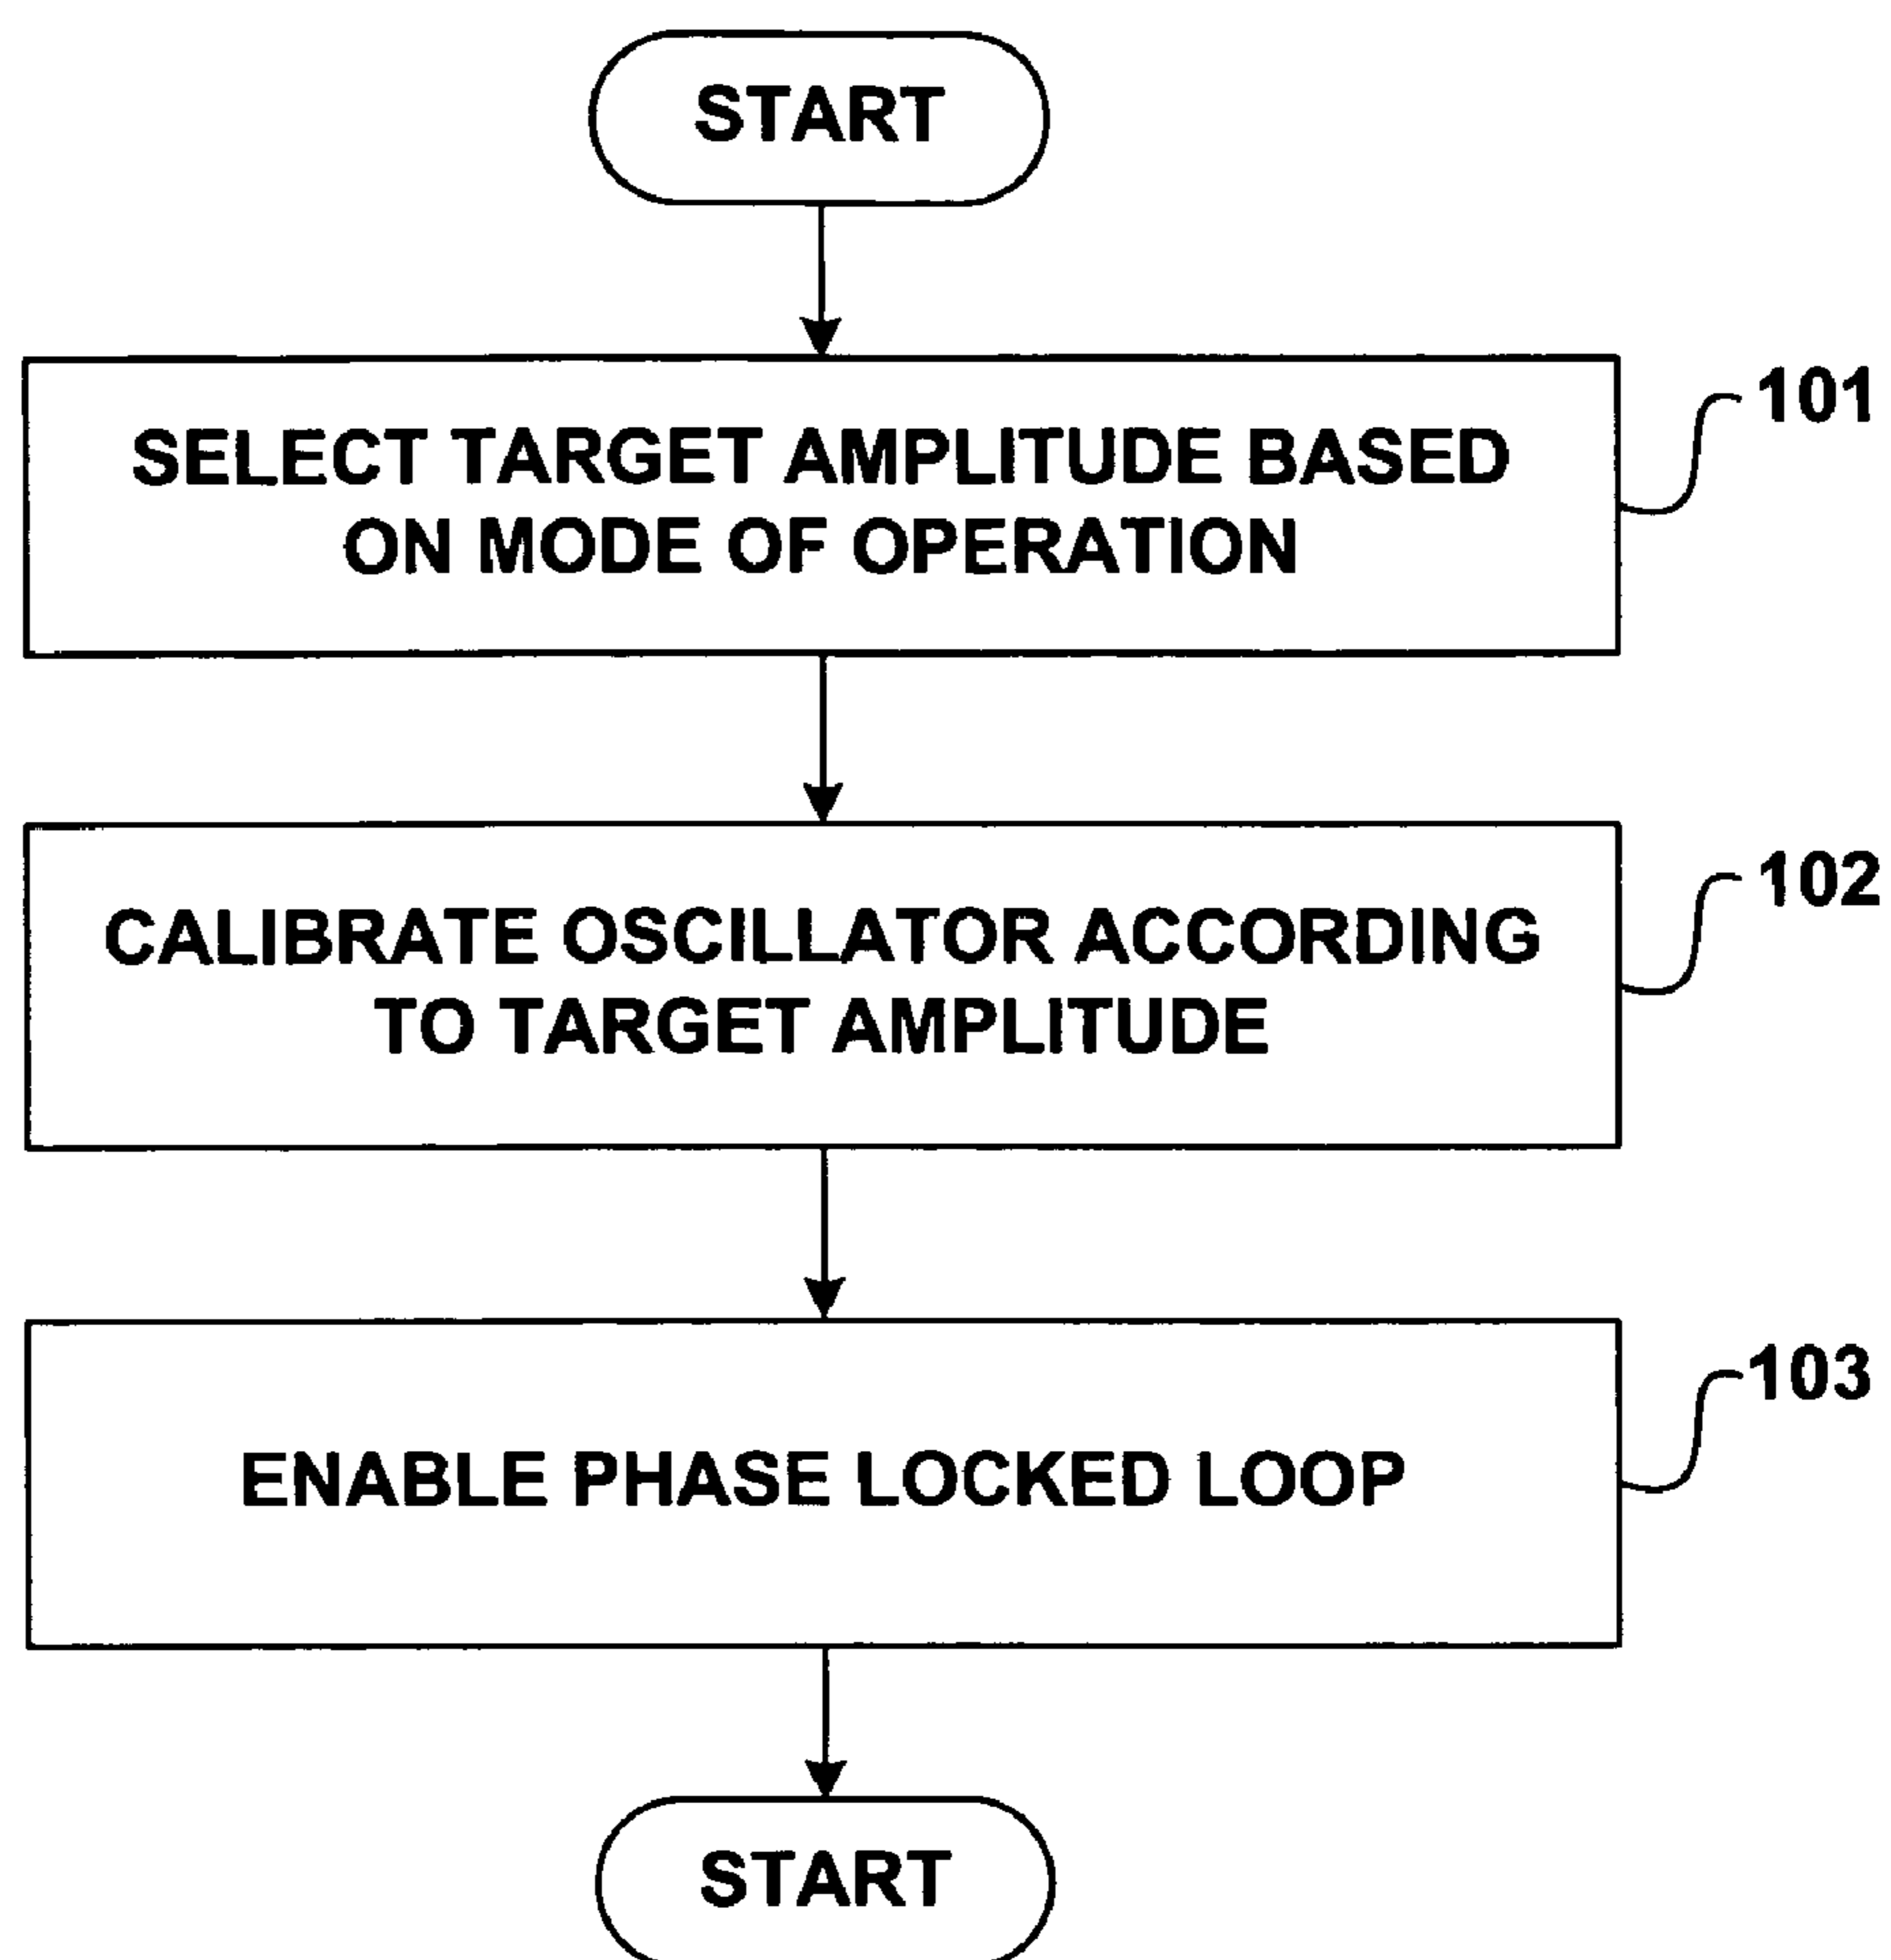 START
SELECT TARGET AMPLITUDE BASED
ON MODE OF OPERATION
101
CALIBRATE OSCILLATOR ACCORDING
TO TARGET AMPLITUDE
102
ENABLE PHASE LOCKED LOOP
103
START